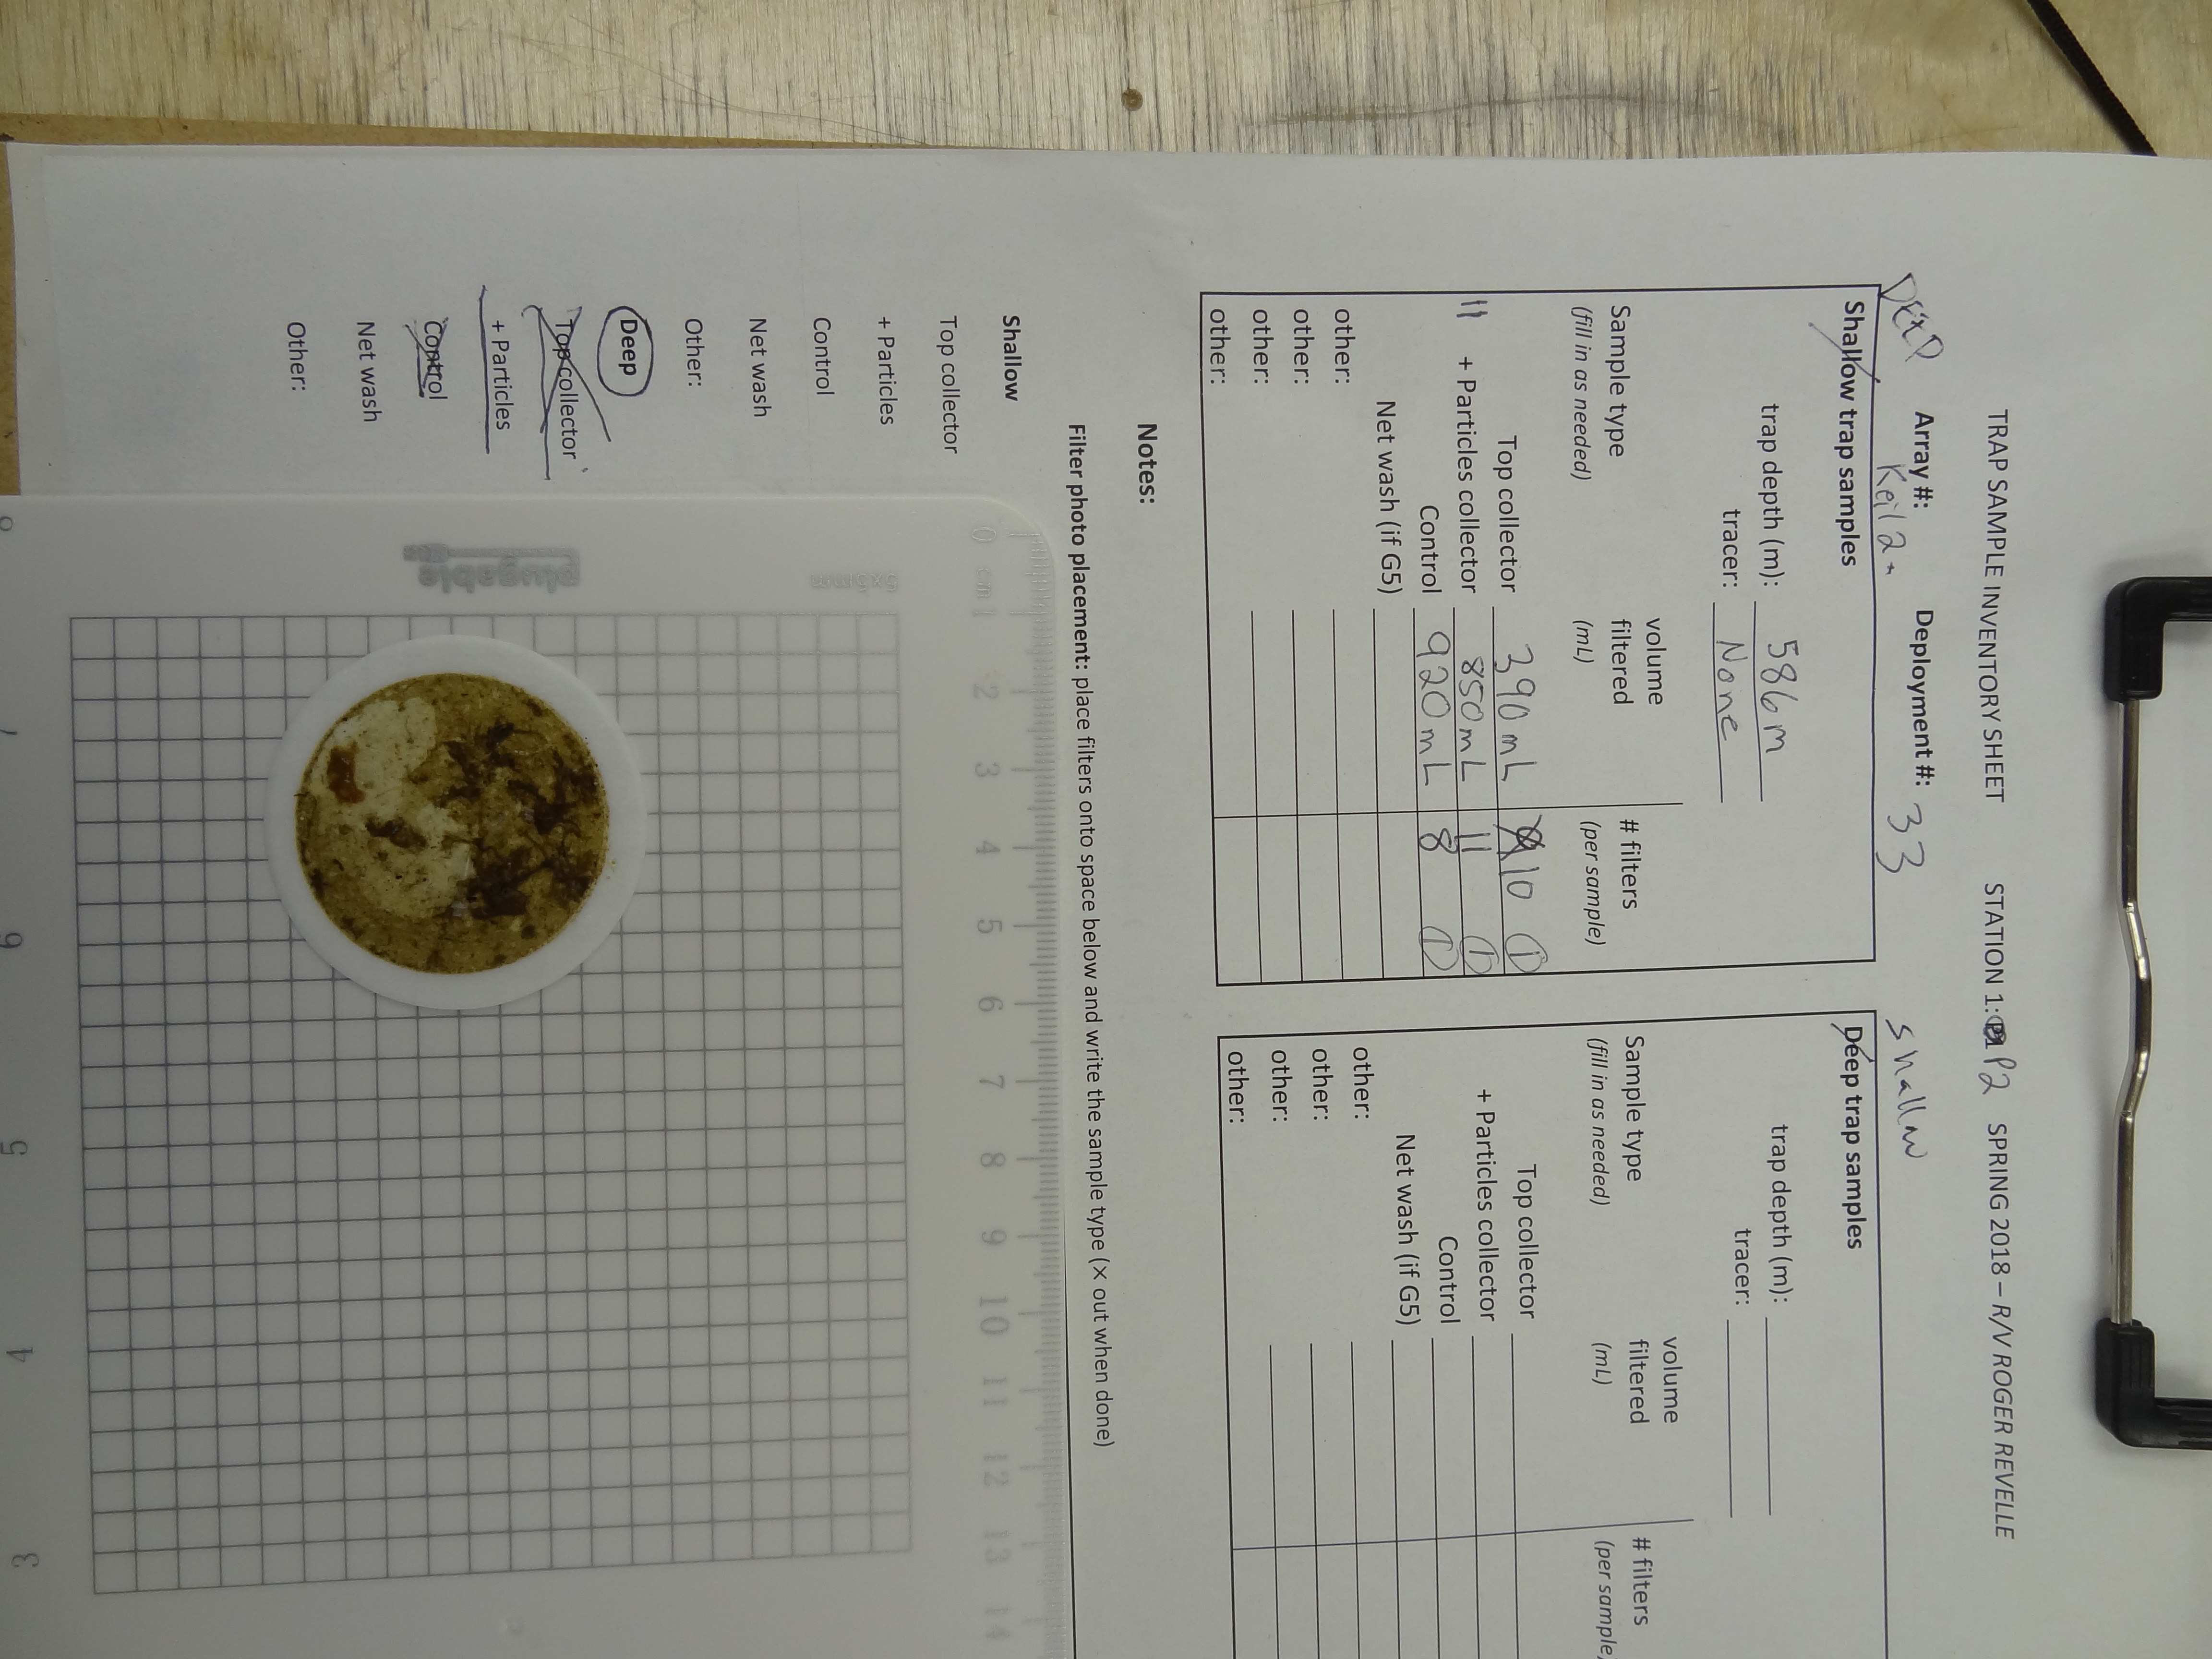 TRAP SAMPLE INVENTORY SHEET STATION 1: P2 SPRING 2018 – R/V ROGER REVELLE
Array #: Deployment #: 33
Keil 2
Shallow
Shallow trap samples
trap depth (m): 586m
tracer: None
Sample type
(fill in as needed)
volume
filtered
(mL)
# filters
(per sample)
Top collector 390 mL 10 1
11 + Particles collector 850mL 11 1
Control 920mL 8 1
Net wash (if G5)
other:
other:
other:
other:
Deep trap samples
trap depth (m):
tracer:
Sample type
(fill in as needed)
volume
filtered
(mL)
# filters
(per sample)
Top collector
+ Particles collector
Control
Net wash (if G5)
other:
other:
other:
other:
Notes:
Filter photo placement: place filters onto space below and write the sample type (X out when done)
Shallow
Top collector
+ Particles
Control
Net wash
Other:
Deep
Top collector
+ Particles
Control
Net wash
Other:
0 cm 1 2 3 4 5 6 7 8 9 10 11 12 13 14
5x5mm
plugable
8 7 6 5 4 3